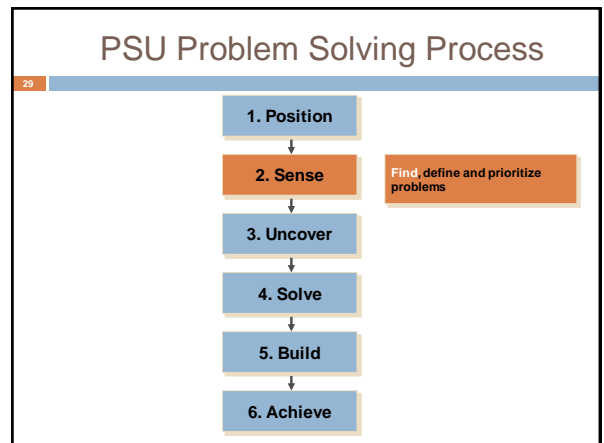 PSU Problem Solving Process
29
1. Position
2. Sense
Find, define and prioritize
problems
3. Uncover
4. Solve
5. Build
6. Achieve